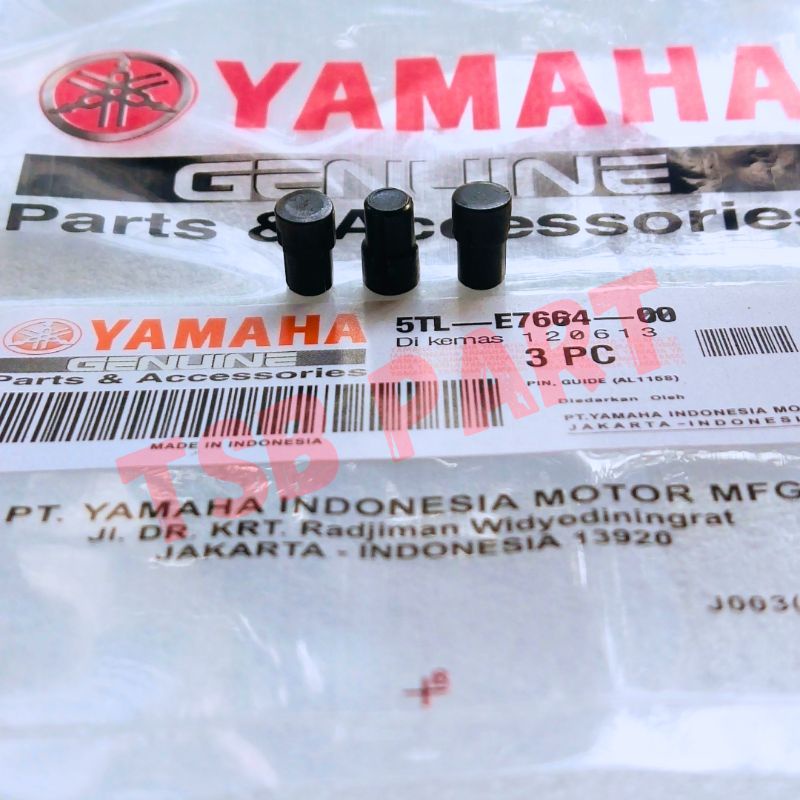 YAMAHA
GENUINE
Parts & Accessories
YAMAHA
GENUINE
Parts & Accessories
MADE IN INDONESIA
5TL-E7664-00
Di kemas 120613
3 PC
PIN, GUIDE (AL115S)
Diedarkan Oleh
PT.YAMAHA INDONESIA MO
JAKARTA-INDONES
TSB PART
PT. YAMAHA INDONESIA MOTOR MFG
Jl. DR. KRT. Radjiman Widyodiningrat
JAKARTA - INDONESIA 13920
J003(